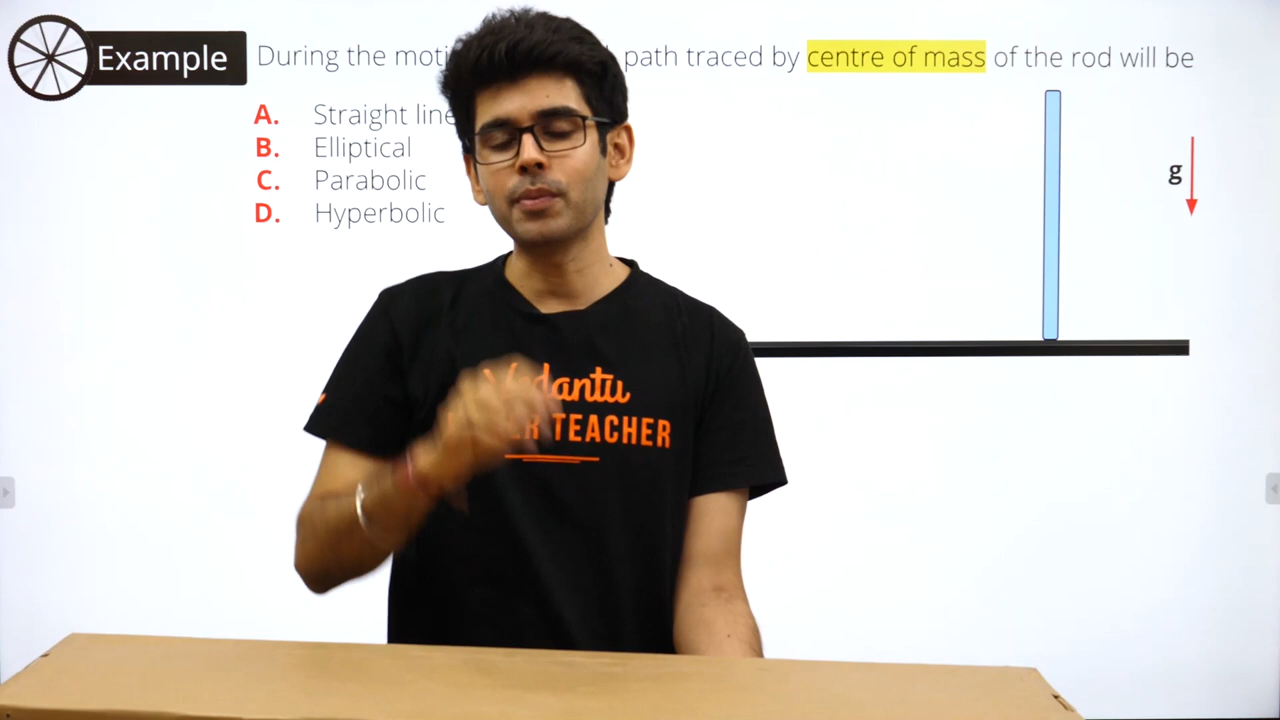 Example
During the path traced by centre of mass of the rod will be
A. Straight line
B. Elliptical
C. Parabolic
D. Hyperbolic
g
Vedantu
TEACHER